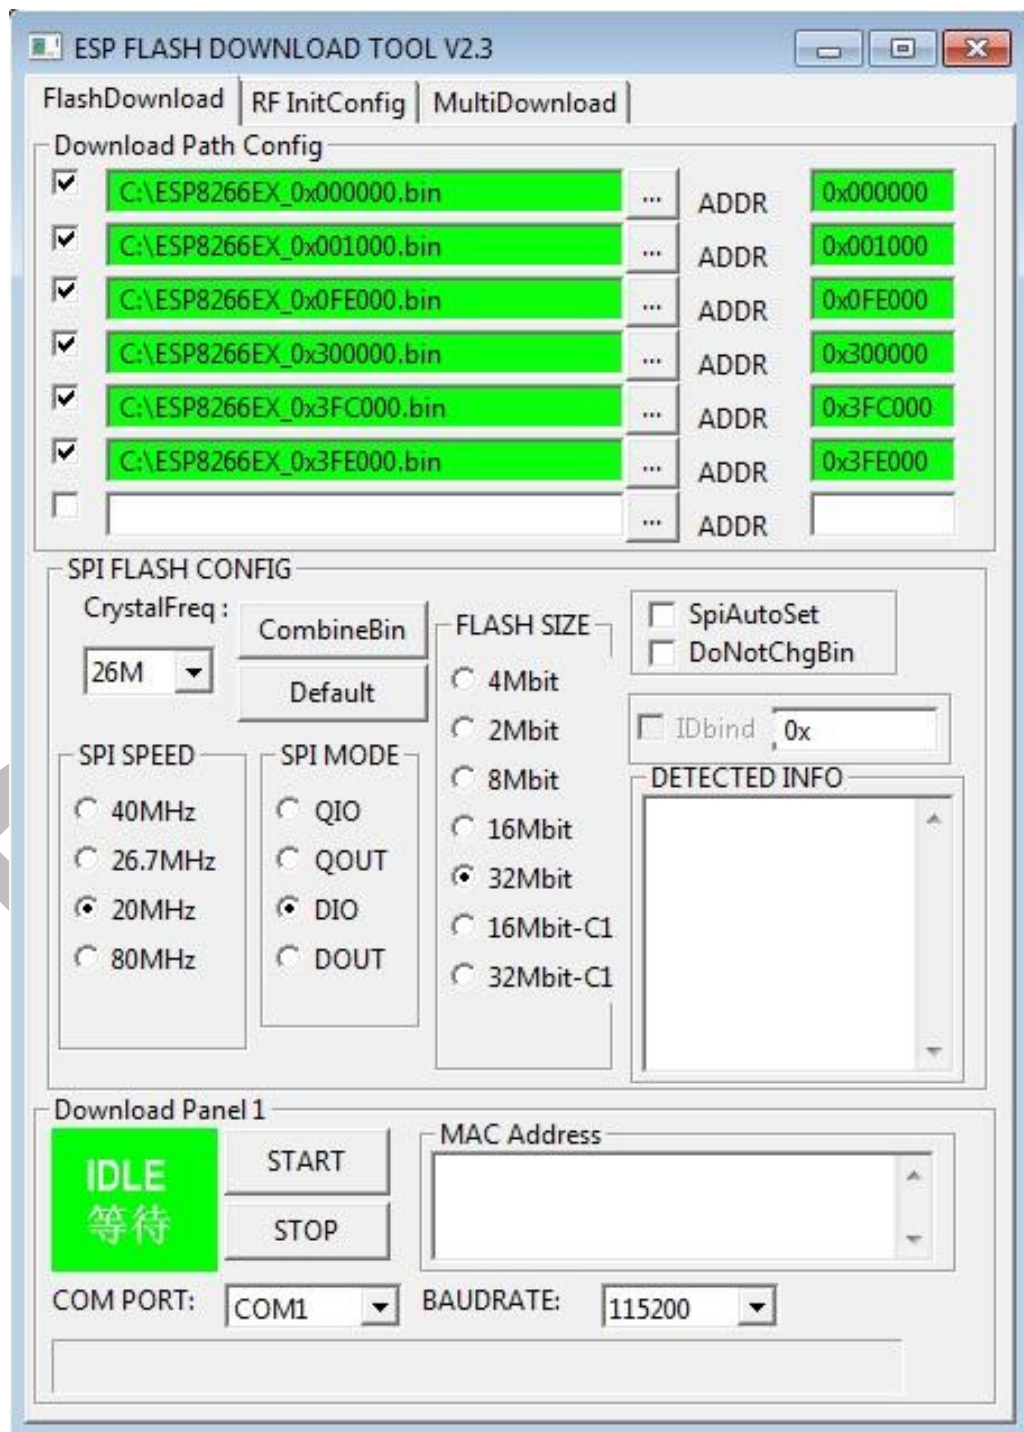 ESP FLASH DOWNLOAD TOOL V2.3
FlashDownload RF InitConfig MultiDownload
Download Path Config
C:\ESP8266EX_0x000000.bin ... ADDR 0x000000
C:\ESP8266EX_0x001000.bin ... ADDR 0x001000
C:\ESP8266EX_0x0FE000.bin ... ADDR 0x0FE000
C:\ESP8266EX_0x300000.bin ... ADDR 0x300000
C:\ESP8266EX_0x3FC000.bin ... ADDR 0x3FC000
C:\ESP8266EX_0x3FE000.bin ... ADDR 0x3FE000
... ADDR
SPI FLASH CONFIG
CrystalFreq :
26M
CombineBin
Default
SPI SPEED
40MHz
26.7MHz
20MHz
80MHz
SPI MODE
QIO
QOUT
DIO
DOUT
FLASH SIZE
4Mbit
2Mbit
8Mbit
16Mbit
32Mbit
16Mbit-C1
32Mbit-C1
SpiAutoSet
DoNotChgBin
IDbind 0x
DETECTED INFO
Download Panel 1
IDLE
等待
START
STOP
MAC Address
COM PORT: COM1 BAUDRATE: 115200